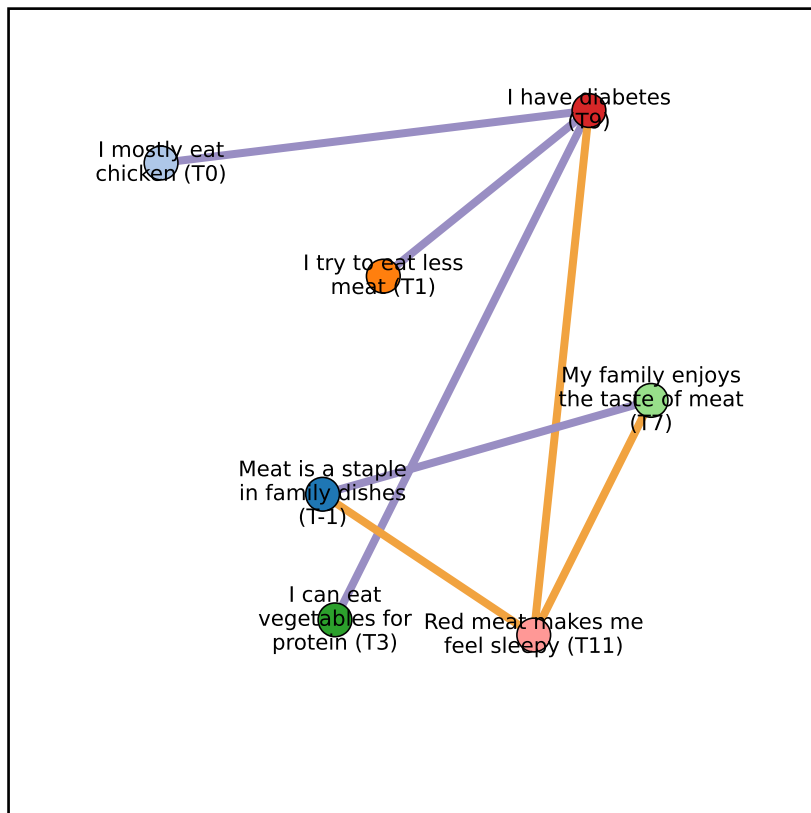 I have diabetes
(T9)
I mostly eat
chicken (T0)
I try to eat less
meat (T1)
My family enjoys
the taste of meat
(T7)
Meat is a staple
in family dishes
(T-1)
I can eat
vegetables for
protein (T3)
Red meat makes me
feel sleepy (T11)